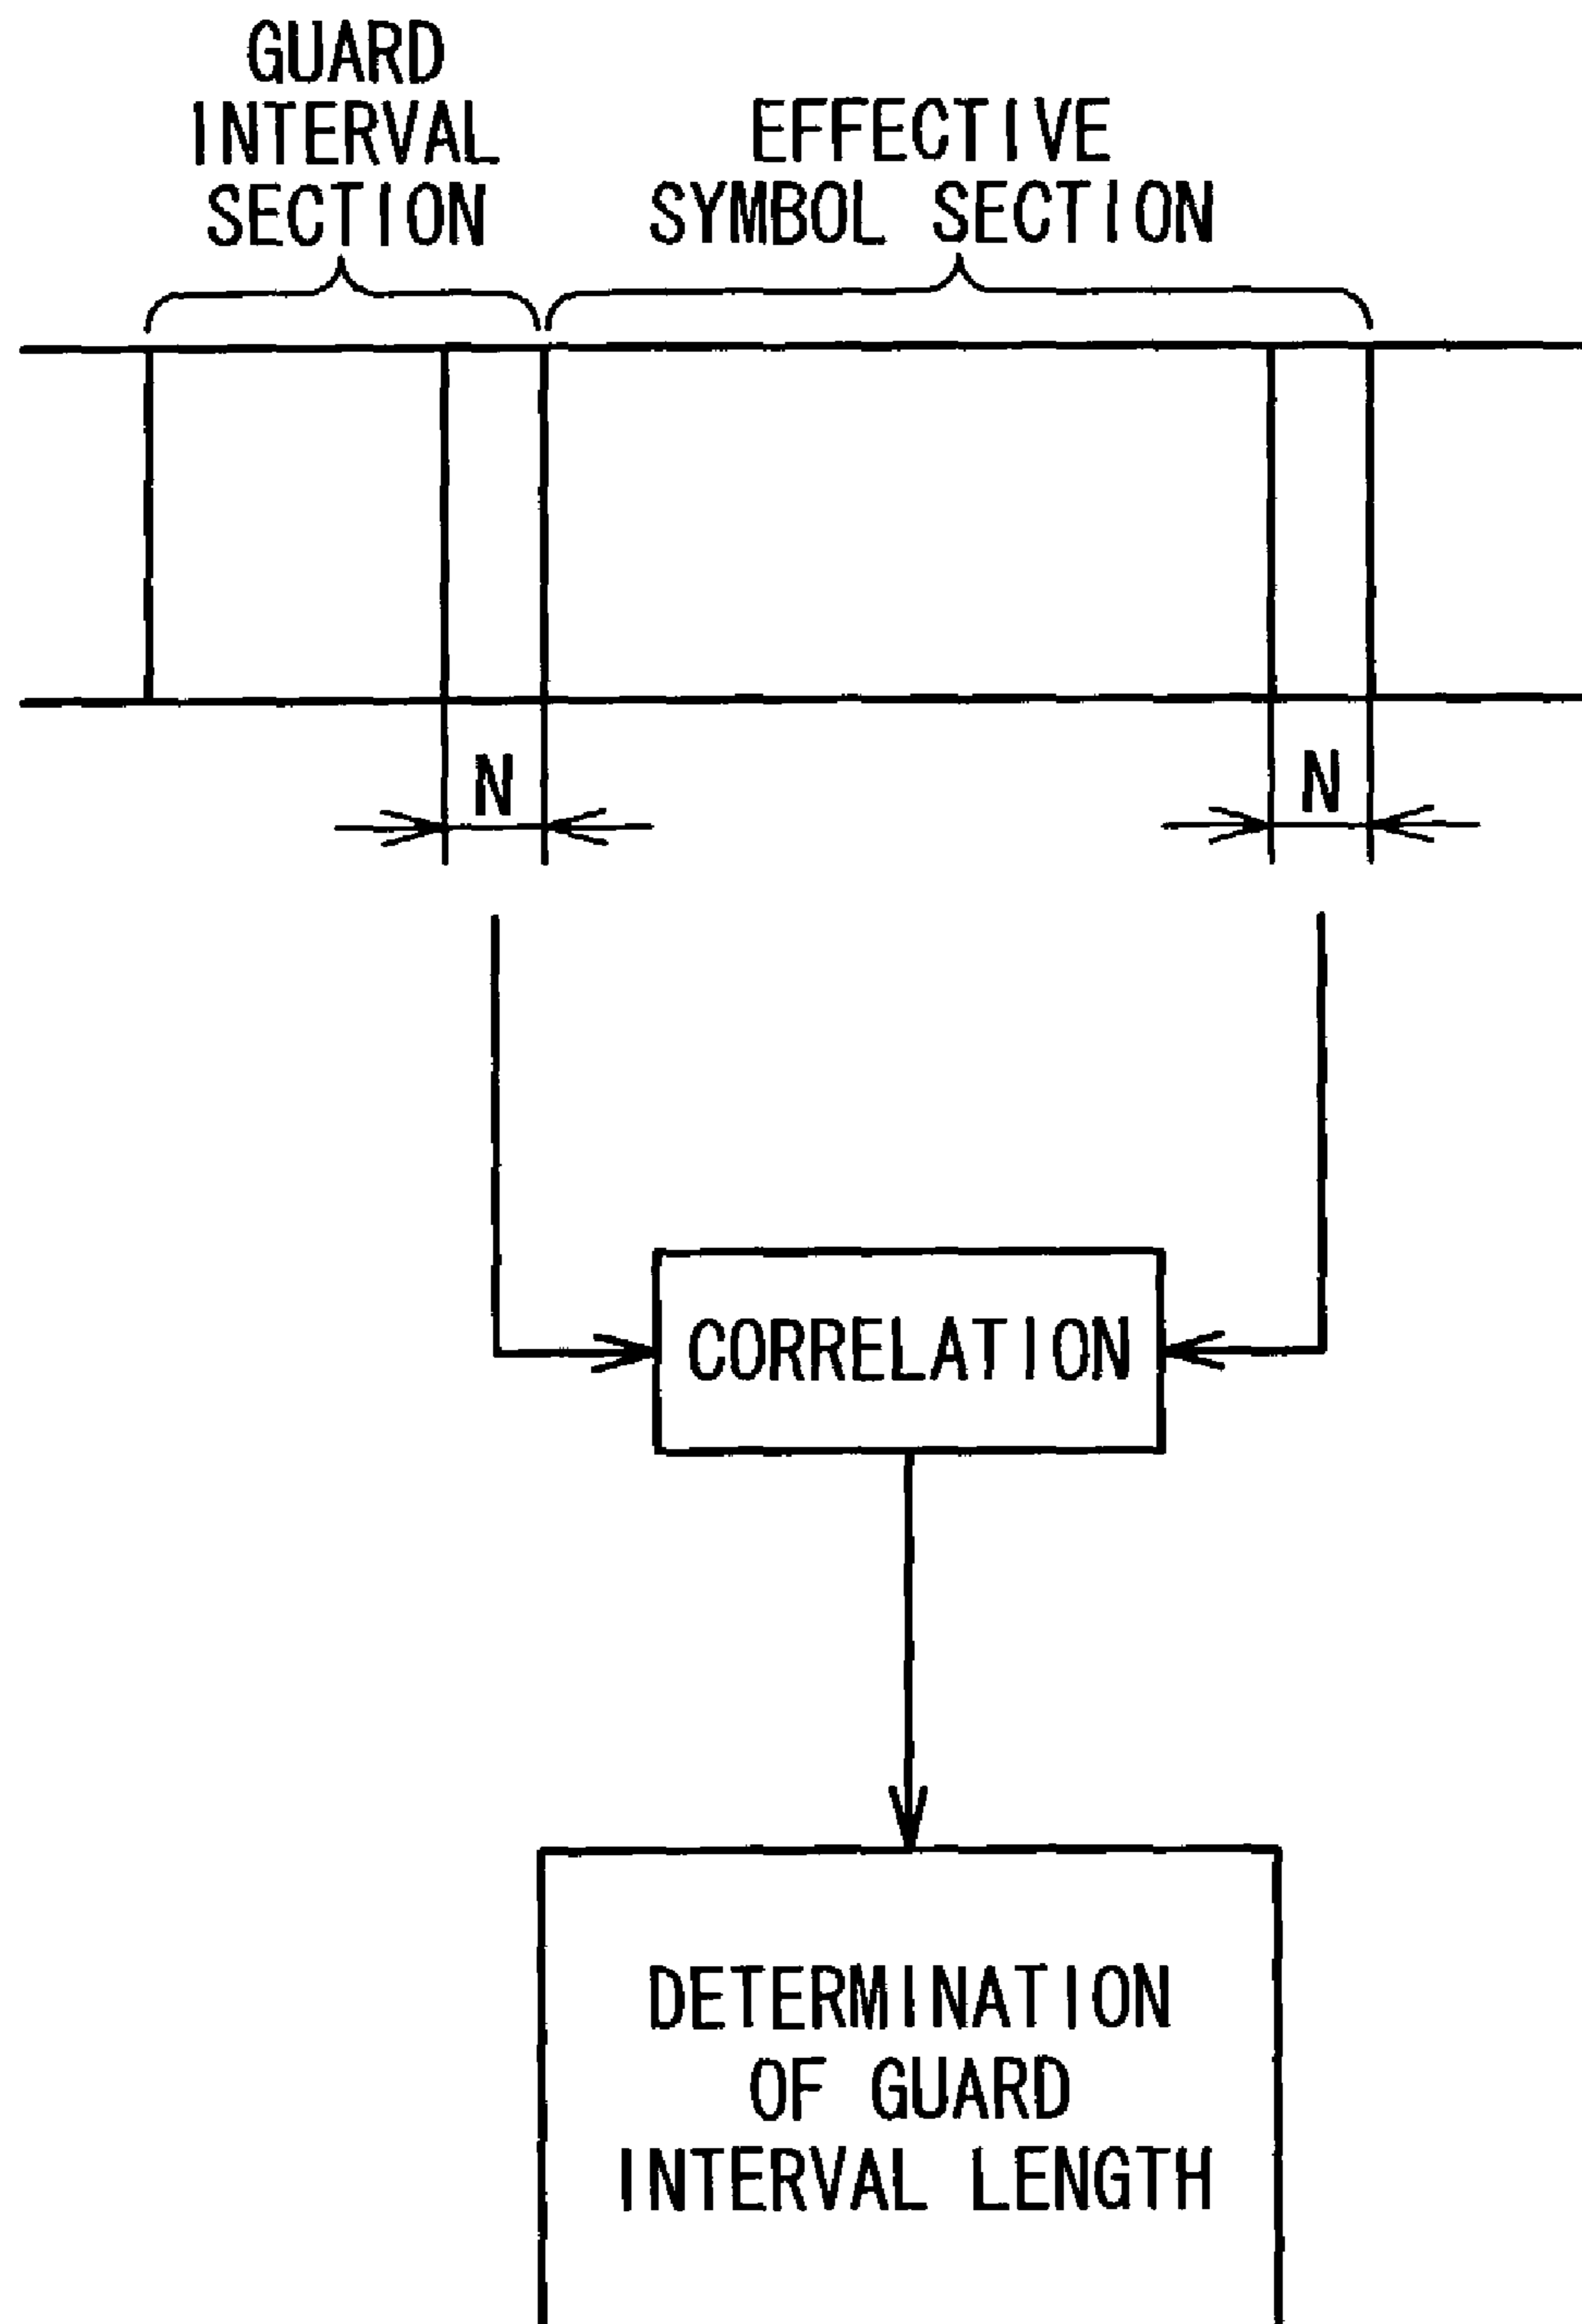 GUARD
INTERVAL
SECTION
EFFECTIVE
SYMBOL SECTION
N
N
CORRELATION
DETERMINATION
OF GUARD
INTERVAL LENGTH